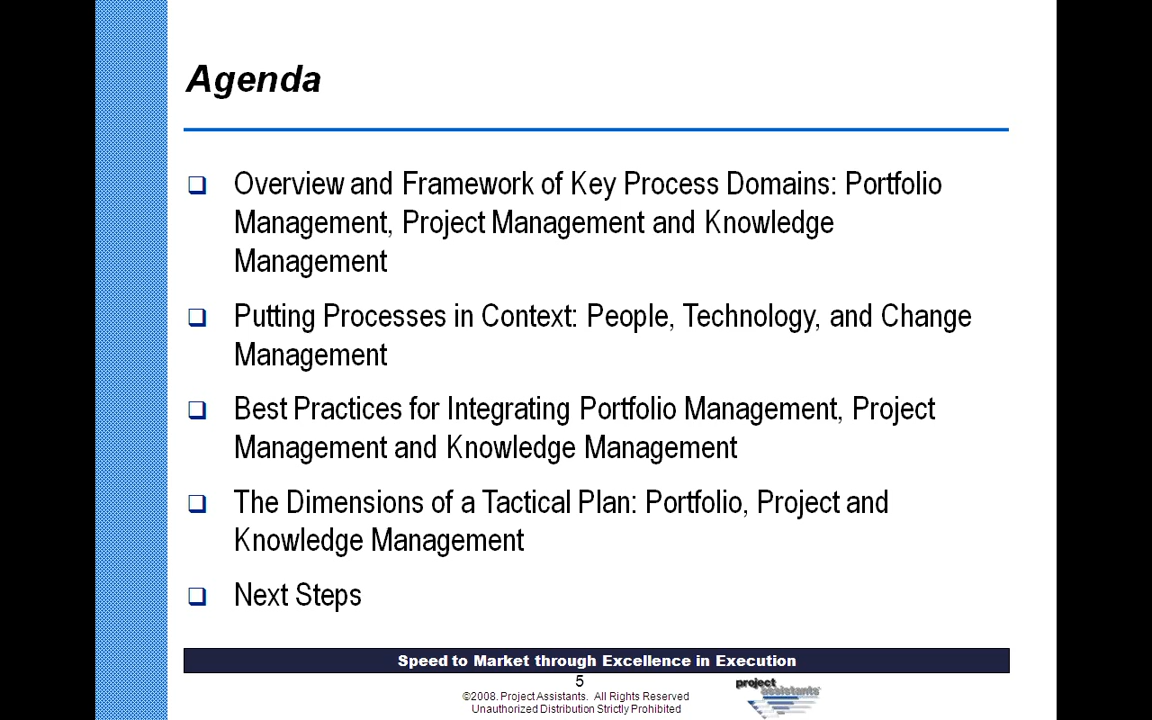 Agenda
Overview and Framework of Key Process Domains: Portfolio
Management, Project Management and Knowledge
Management
Putting Processes in Context: People, Technology, and Change
Management
Best Practices for Integrating Portfolio Management, Project
Management and Knowledge Management
The Dimensions of a Tactical Plan: Portfolio, Project and
Knowledge Management
Next Steps
Speed to Market through Excellence in Execution
5
©2008. Project Assistants. All Rights Reserved
Unauthorized Distribution Strictly Prohibited
project
assistants